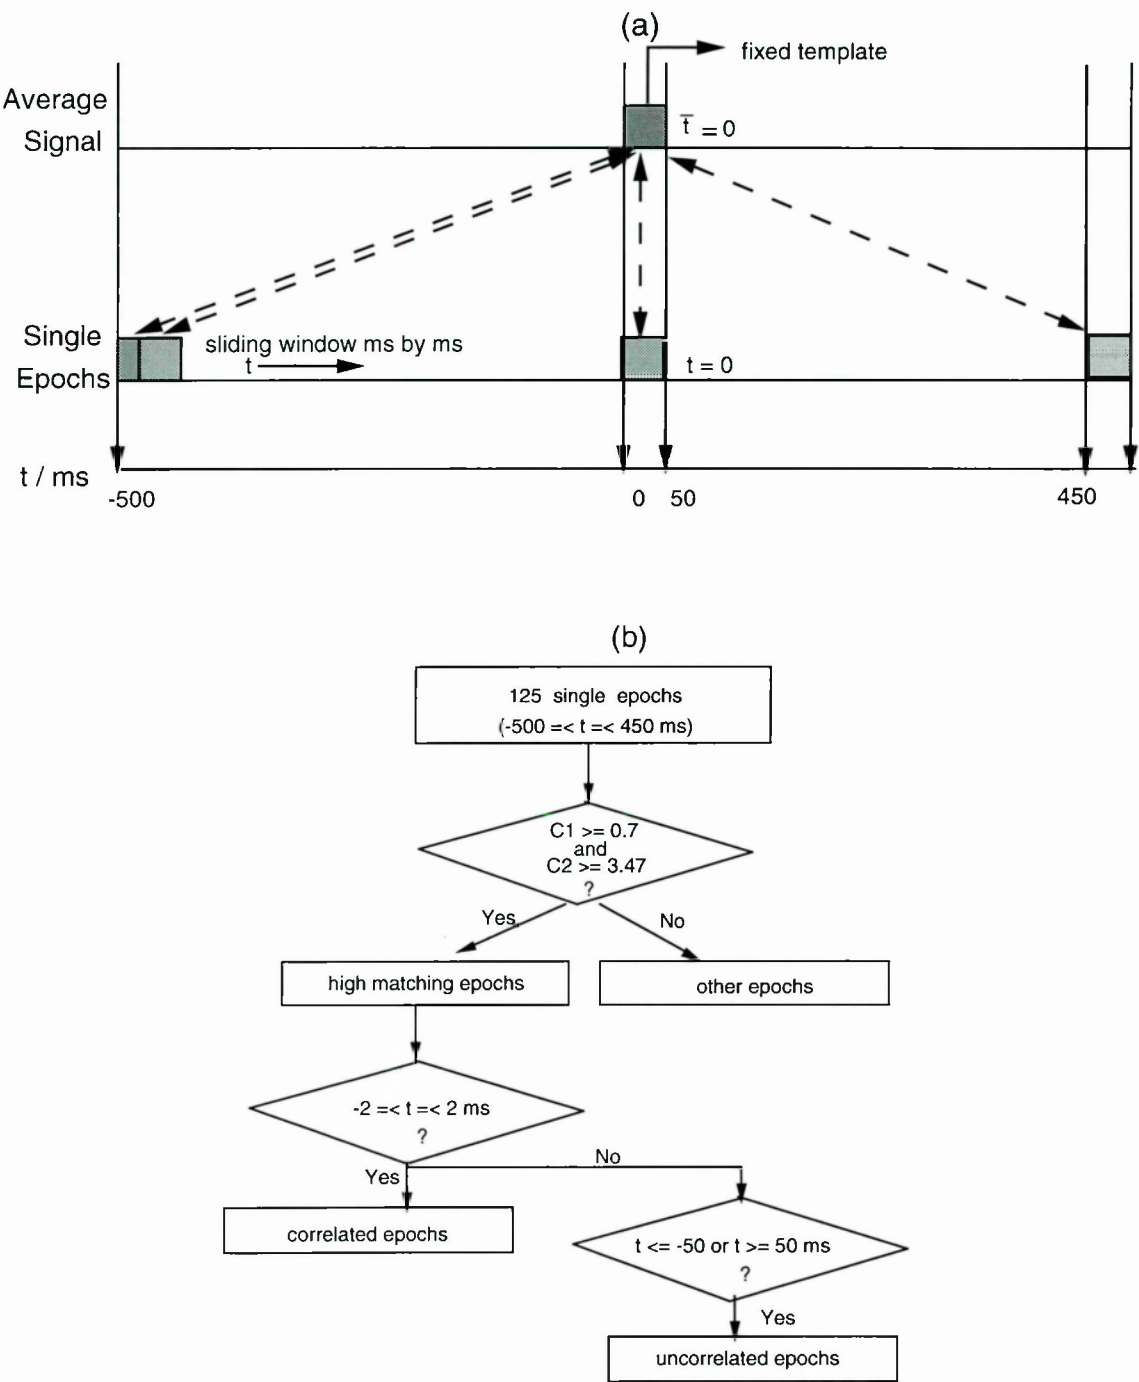 (a)
fixed template
Average
Signal
t̄ = 0
Single
Epochs
sliding window ms by ms
t
t = 0
t / ms
-500
0
50
450
(b)
125 single epochs
(-500 =< t =< 450 ms)
C1 >= 0.7
and
C2 >= 3.47
?
Yes
No
high matching epochs
other epochs
-2 =< t =< 2 ms
?
No
Yes
correlated epochs
t <= -50 or t >= 50 ms
?
Yes
uncorrelated epochs